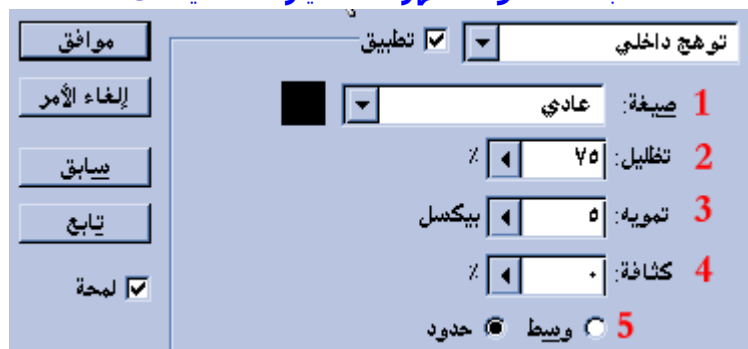 توهج داخلي
تطبيق
موافق
1 صيغة: عادي
إلغاء الأمر
2 تظليل: ٧٥ ٪
سابق
3 تمويه: ٥ بيكسل
تابع
4 كثافة: ٠ ٪
لمحة
5 وسط حدود